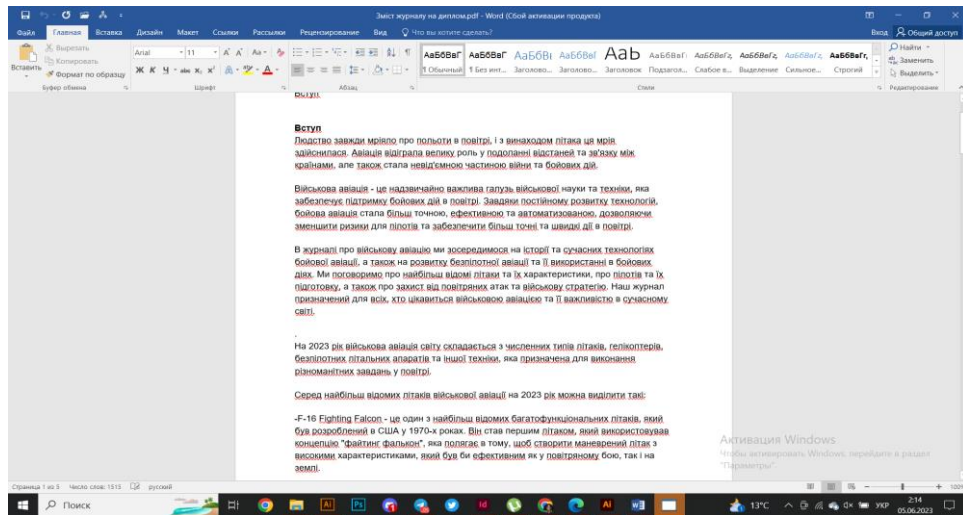 Зміст журналу на диплом.pdf - Word (Сбой активации продукта)
Файл Главная Вставка Дизайн Макет Ссылки Рассылки Рецензирование Вид Что вы хотите сделать? Вход Общий доступ
Вставить
Вырезать
Копировать
Формат по образцу
Буфер обмена
Arial 11
Ж К Ч abc x₂ x²
Шрифт
Абзац
АаБбВвГ АаБбВвГ АаБбВв АаБбВвГ АаЬ АаБбВвГ АаБбВвГг АаБбВвГг АаБбВвГг АаБбВвГг,
¶ Обычный ¶ Без инт... Заголово... Заголово... Заголовок Подзагол... Слабое в... Выделение Сильное... Строгий
Стили
Найти
Заменить
Выделить
Редактирование
Вступ
Вступ
Людство завжди мріяло про польоти в повітрі, і з винаходом літака ця мрія
здійснилася. Авіація відіграла велику роль у подоланні відстаней та зв'язку між
країнами, але також стала невід'ємною частиною війни та бойових дій.
Військова авіація - це надзвичайно важлива галузь військової науки та техніки, яка
забезпечує підтримку бойових дій в повітрі. Завдяки постійному розвитку технологій,
бойова авіація стала більш точною, ефективною та автоматизованою, дозволяючи
зменшити ризики для пілотів та забезпечити більш точні та швидкі дії в повітрі.
В журналі про військову авіацію ми зосередимося на історії та сучасних технологіях
бойової авіації, а також на розвитку безпілотної авіації та її використанні в бойових
діях. Ми поговоримо про найбільш відомі літаки та їх характеристики, про пілотів та їх
підготовку, а також про захист від повітряних атак та військову стратегію. Наш журнал
призначений для всіх, хто цікавиться військовою авіацією та її важливістю в сучасному
світі.
.
На 2023 рік військова авіація світу складається з численних типів літаків, гелікоптерів,
безпілотних літальних апаратів та іншої техніки, яка призначена для виконання
різноманітних завдань у повітрі.
Серед найбільш відомих літаків військової авіації на 2023 рік можна виділити такі:
-F-16 Fighting Falcon - це один з найбільш відомих багатофункціональних літаків, який
був розроблений в США у 1970-х роках. Він став першим літаком, який використовував
концепцію "файтинг фалькон", яка полягає в тому, щоб створити маневрений літак з
високими характеристиками, який був би ефективним як у повітряному бою, так і на
землі.
Активация Windows
Чтобы активировать Windows, перейдите в раздел
"Параметры".
Страница 1 из 3 Число слов: 1515 русский 100%
Поиск 13°C УКР 2:14
05.06.2023